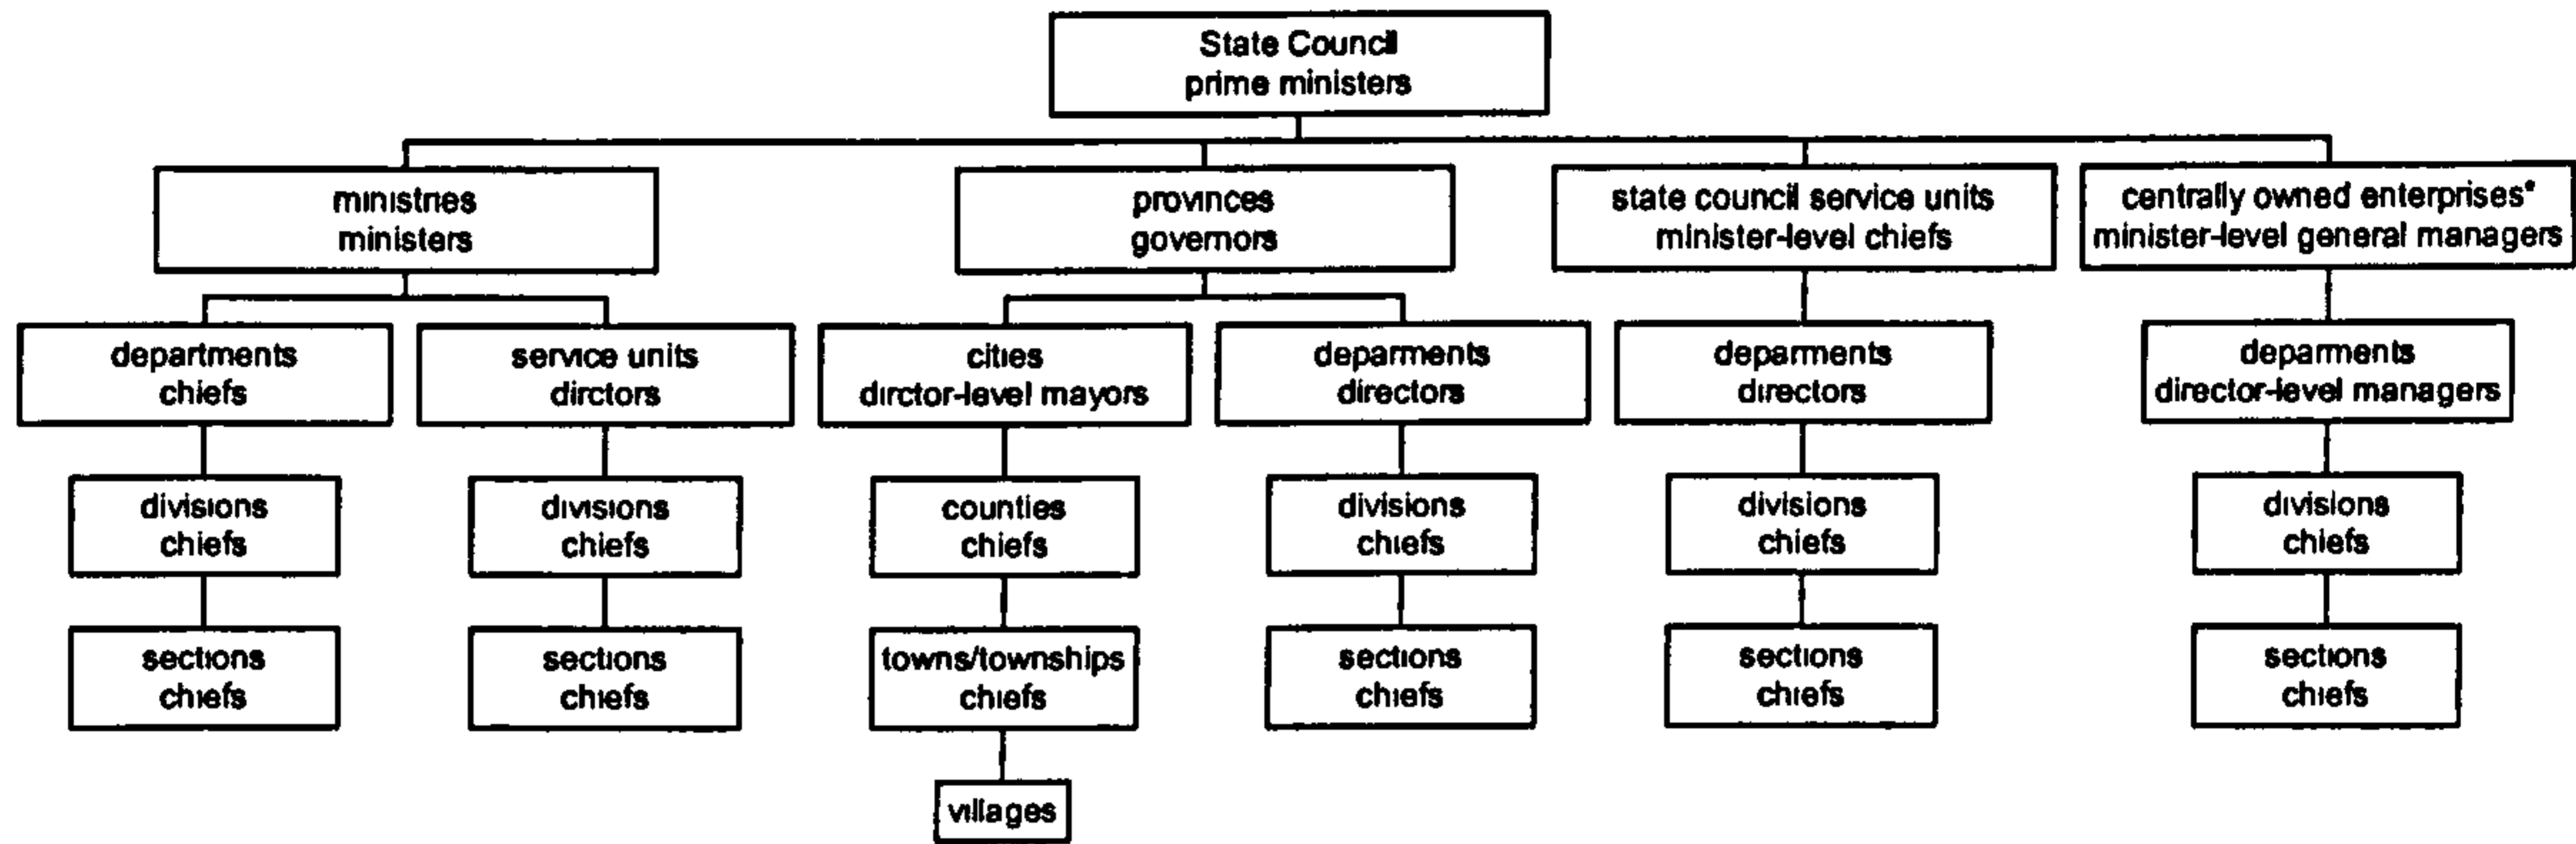 State Council
prime ministers
ministries
ministers
provinces
governors
state council service units
minister-level chiefs
centrally owned enterprises*
minister-level general managers
departments
chiefs
service units
dirctors
cities
dirctor-level mayors
deparments
directors
deparments
directors
deparments
director-level managers
divisions
chiefs
divisions
chiefs
counties
chiefs
divisions
chiefs
divisions
chiefs
divisions
chiefs
sections
chiefs
sections
chiefs
towns/townships
chiefs
sections
chiefs
sections
chiefs
sections
chiefs
villages